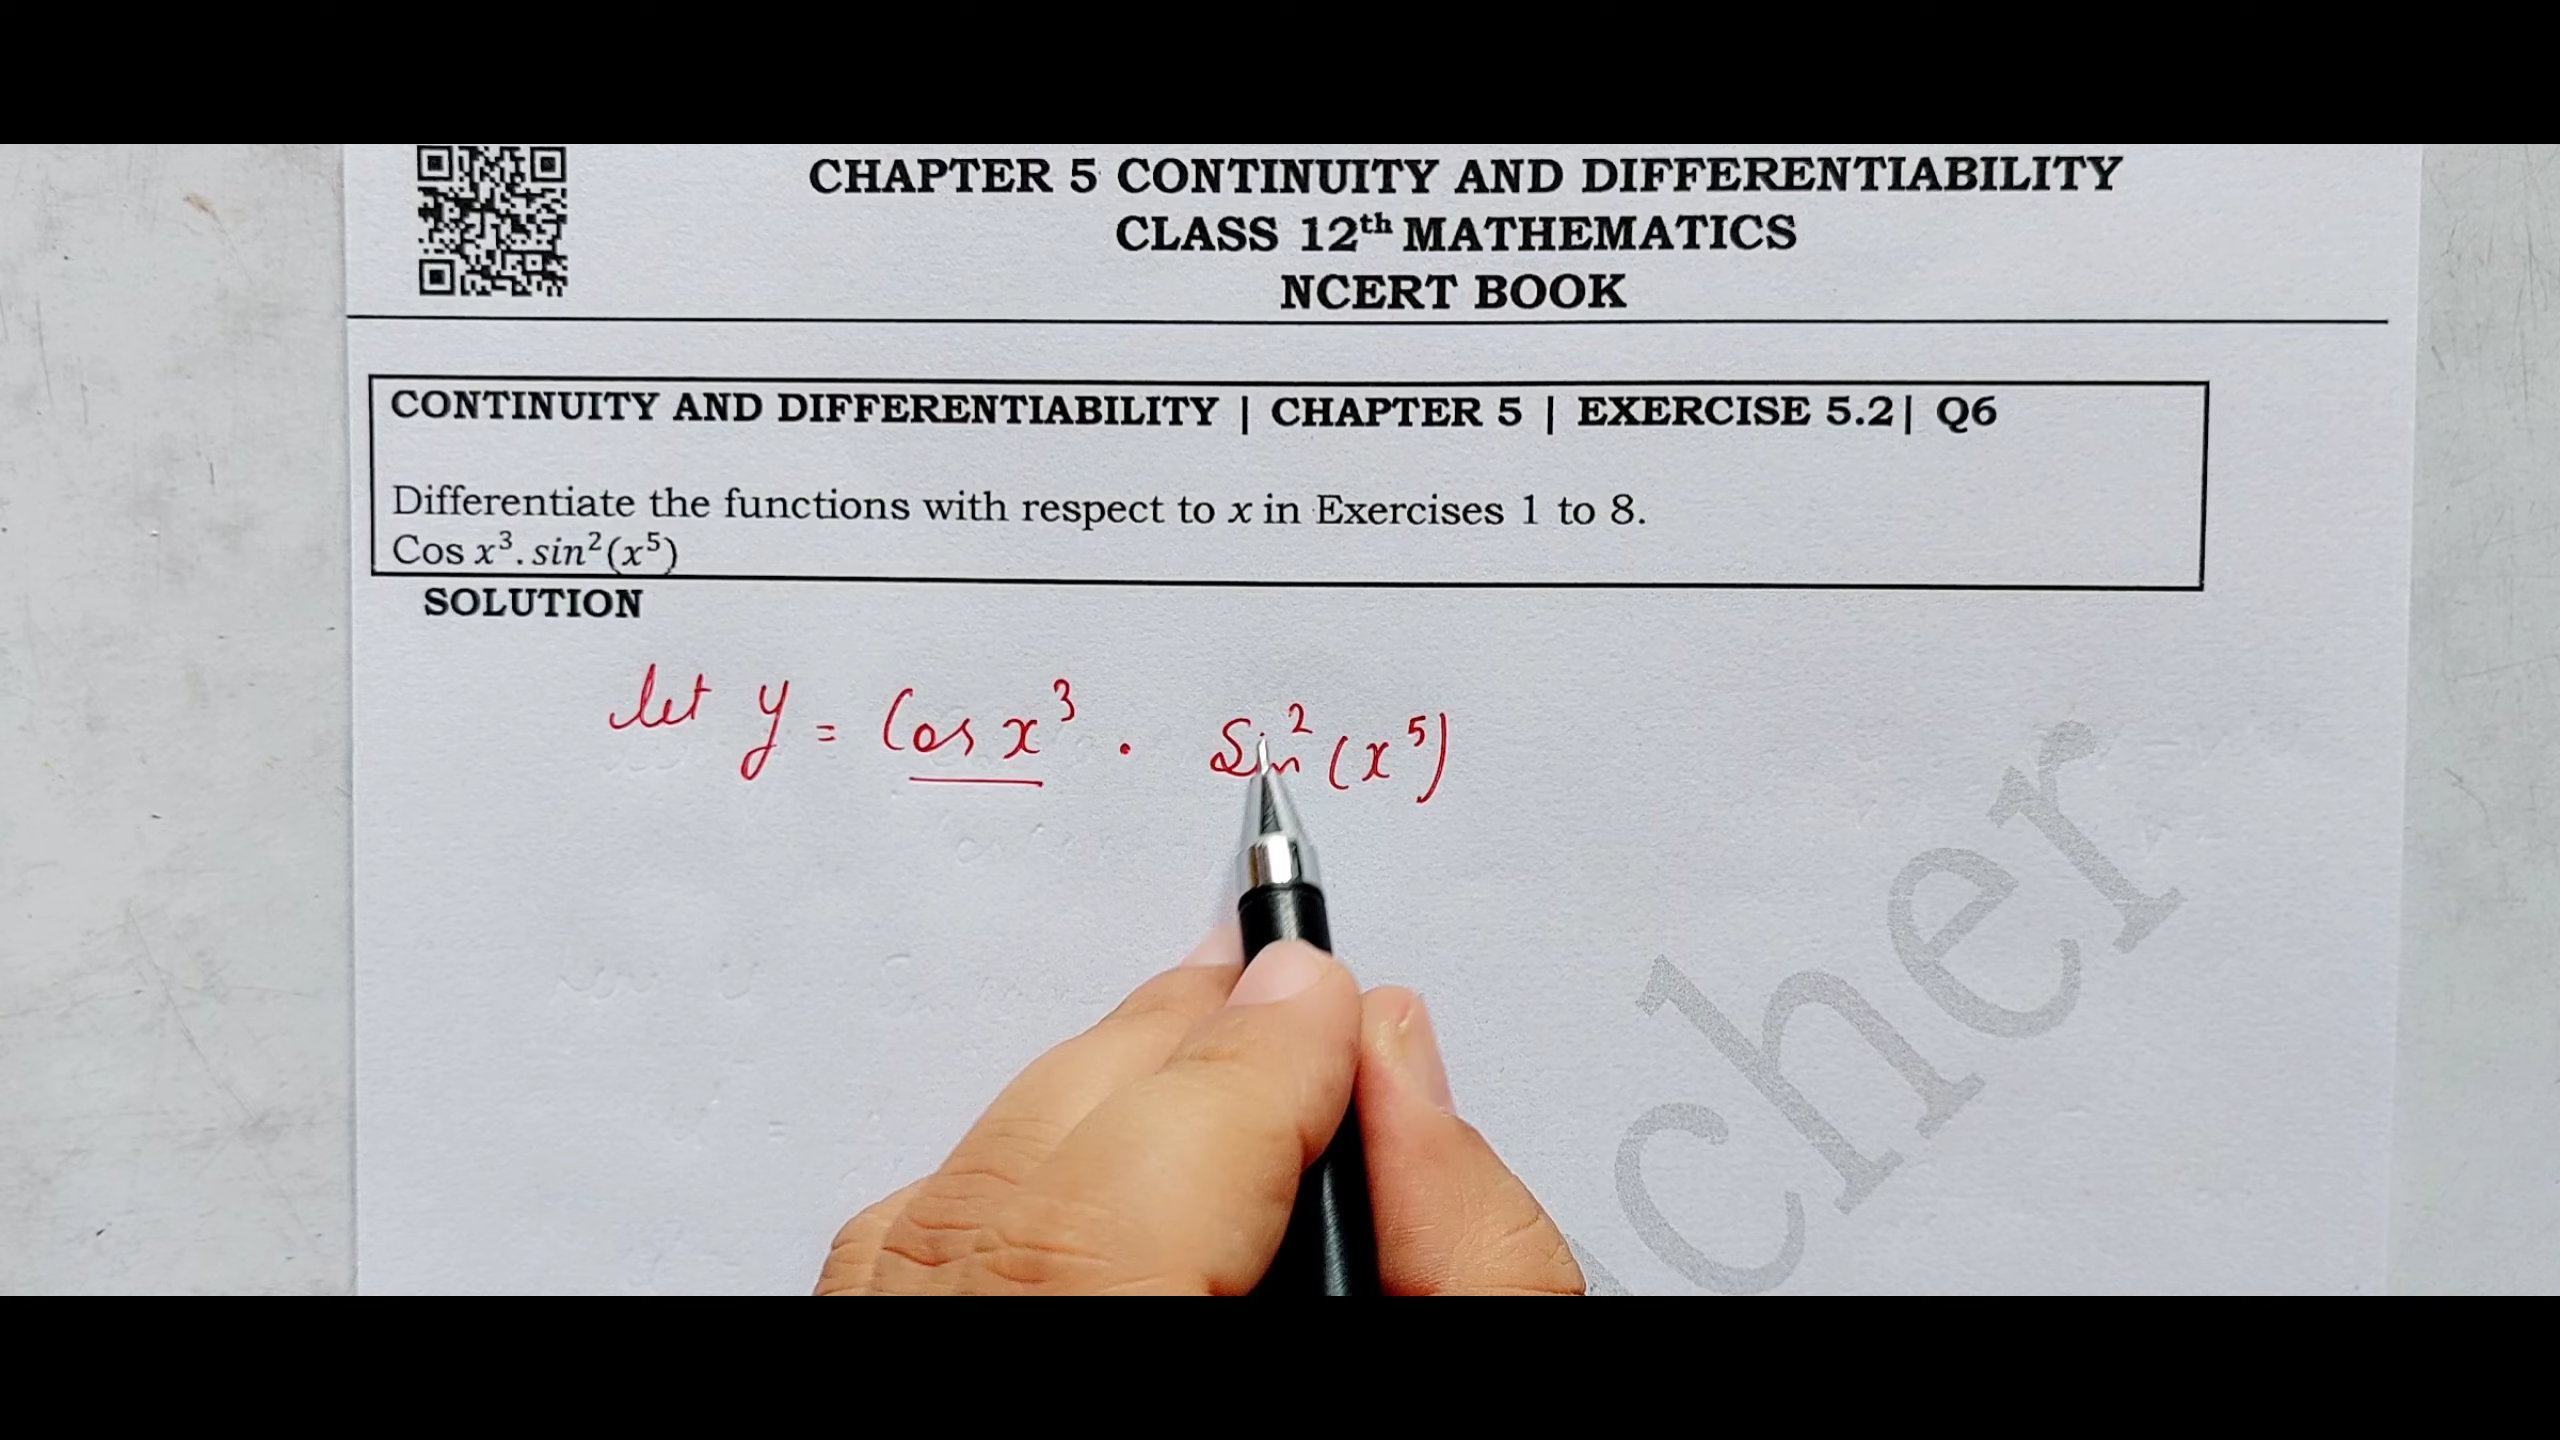 CHAPTER 5 CONTINUITY AND DIFFERENTIABILITY
CLASS 12th MATHEMATICS
NCERT BOOK
CONTINUITY AND DIFFERENTIABILITY | CHAPTER 5 | EXERCISE 5.2| Q6
Differentiate the functions with respect to x in Exercises 1 to 8.
Cos x³. sin²(x⁵)
SOLUTION
let y = Cos x³ . Sin² (x⁵)
cher